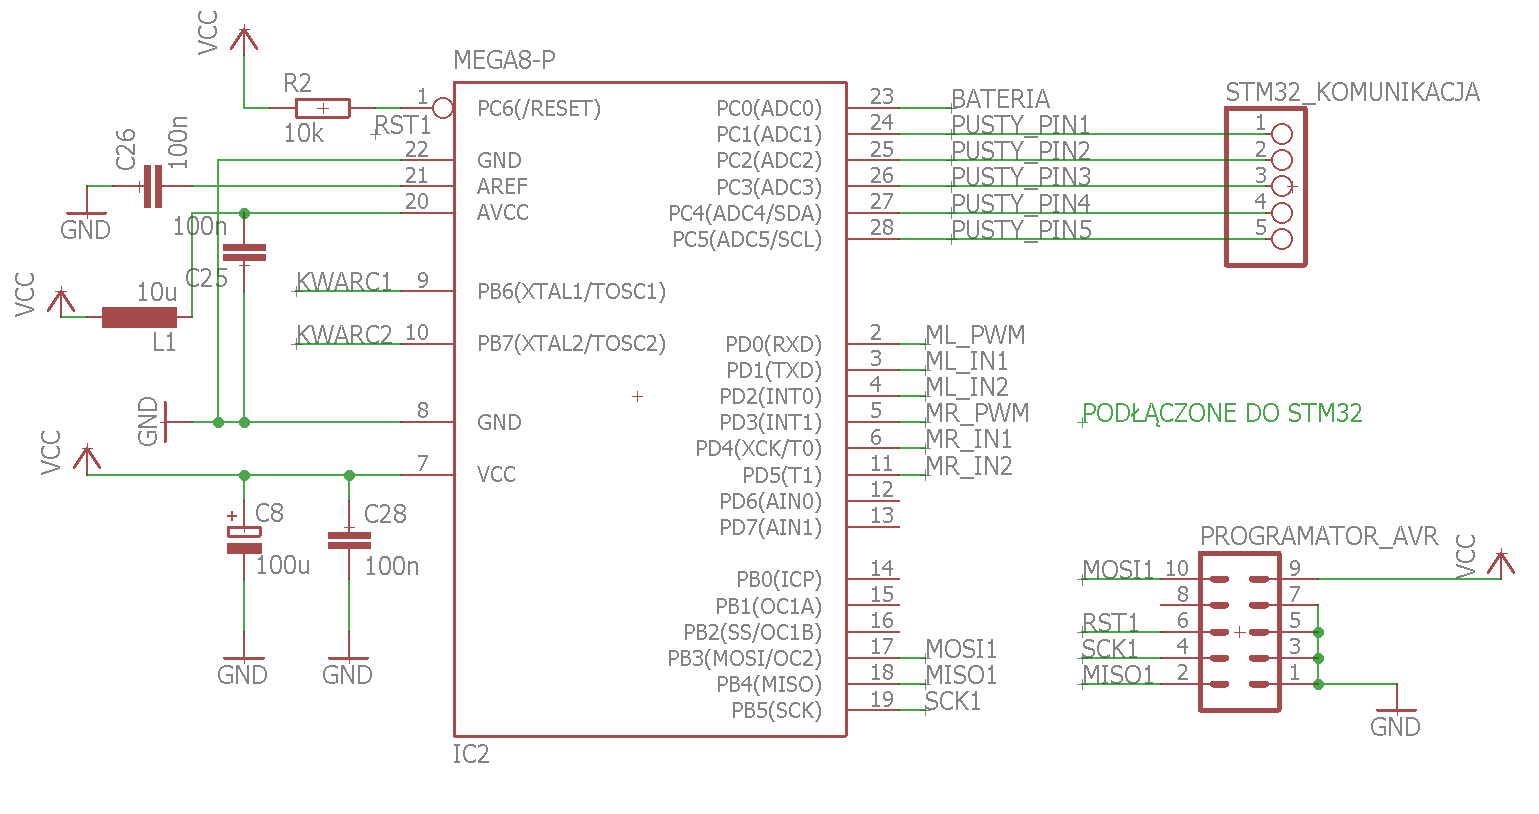 VCC
R2
10k
RST1
C26
100n
GND
100n
C25
VCC
10u
L1
KWARC1
KWARC2
GND
VCC
C8
100u
GND
C28
100n
GND
MEGA8-P
1 PC6(/RESET)
22 GND
21 AREF
20 AVCC
9 PB6(XTAL1/TOSC1)
10 PB7(XTAL2/TOSC2)
8 GND
7 VCC
IC2
PC0(ADC0) 23 BATERIA
PC1(ADC1) 24 PUSTY_PIN1
PC2(ADC2) 25 PUSTY_PIN2
PC3(ADC3) 26 PUSTY_PIN3
PC4(ADC4/SDA) 27 PUSTY_PIN4
PC5(ADC5/SCL) 28 PUSTY_PIN5
PD0(RXD) 2 ML_PWM
PD1(TXD) 3 ML_IN1
PD2(INT0) 4 ML_IN2
PD3(INT1) 5 MR_PWM
PD4(XCK/T0) 6 MR_IN1
PD5(T1) 11 MR_IN2
PD6(AIN0) 12
PD7(AIN1) 13
PB0(ICP) 14
PB1(OC1A) 15
PB2(SS/OC1B) 16
PB3(MOSI/OC2) 17 MOSI1
PB4(MISO) 18 MISO1
PB5(SCK) 19 SCK1
STM32_KOMUNIKACJA
1
2
3
4
5
PODŁĄCZONE DO STM32
PROGRAMATOR_AVR
VCC
MOSI1 10 9
8 7
RST1 6 5
SCK1 4 3
MISO1 2 1
GND